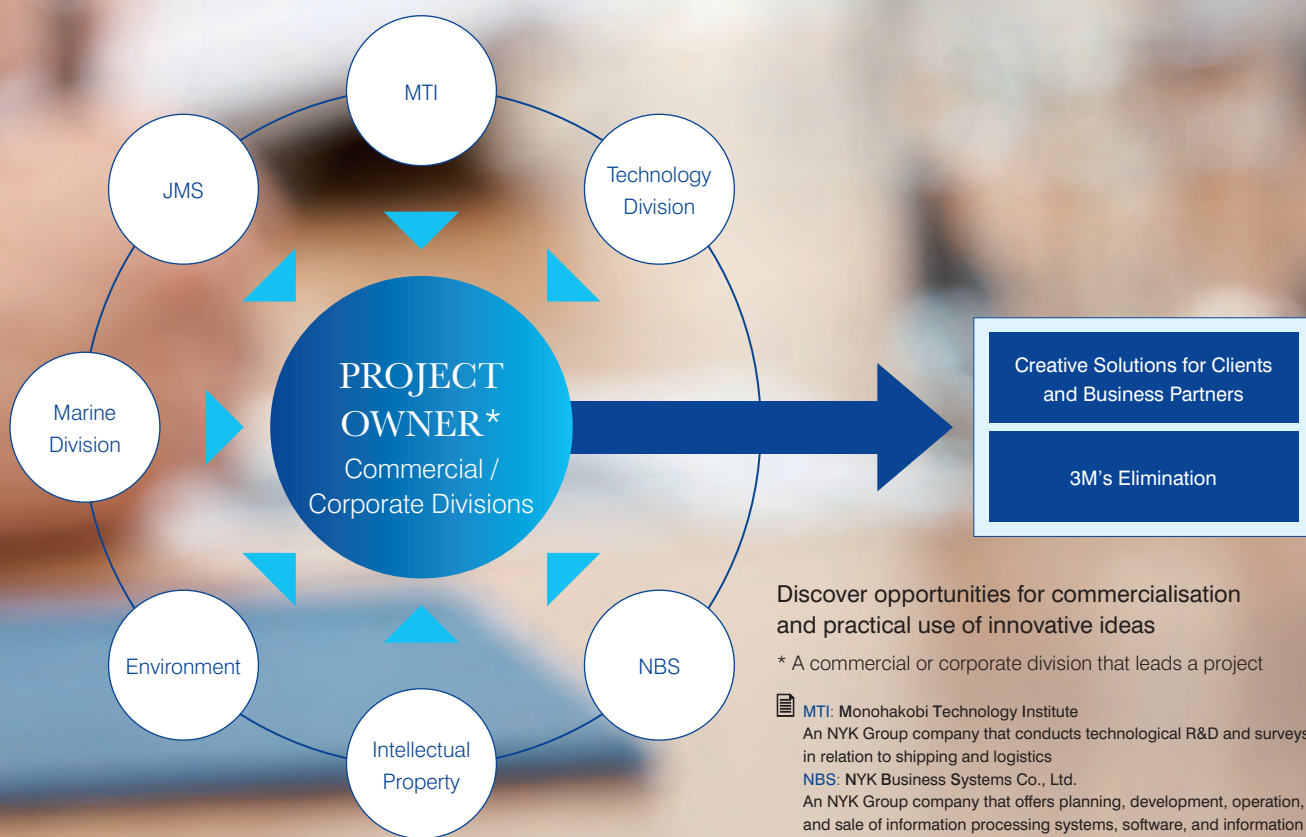 MTI
JMS
Technology
Division
Marine
Division
PROJECT
OWNER*
Commercial /
Corporate Divisions
Creative Solutions for Clients
and Business Partners
3M's Elimination
Environment
Intellectual
Property
NBS
Discover opportunities for commercialisation
and practical use of innovative ideas
* A commercial or corporate division that leads a project
MTI: Monohakobi Technology Institute
An NYK Group company that conducts technological R&D and surveys
in relation to shipping and logistics
NBS: NYK Business Systems Co., Ltd.
An NYK Group company that offers planning, development, operation,
and sale of information processing systems, software, and information